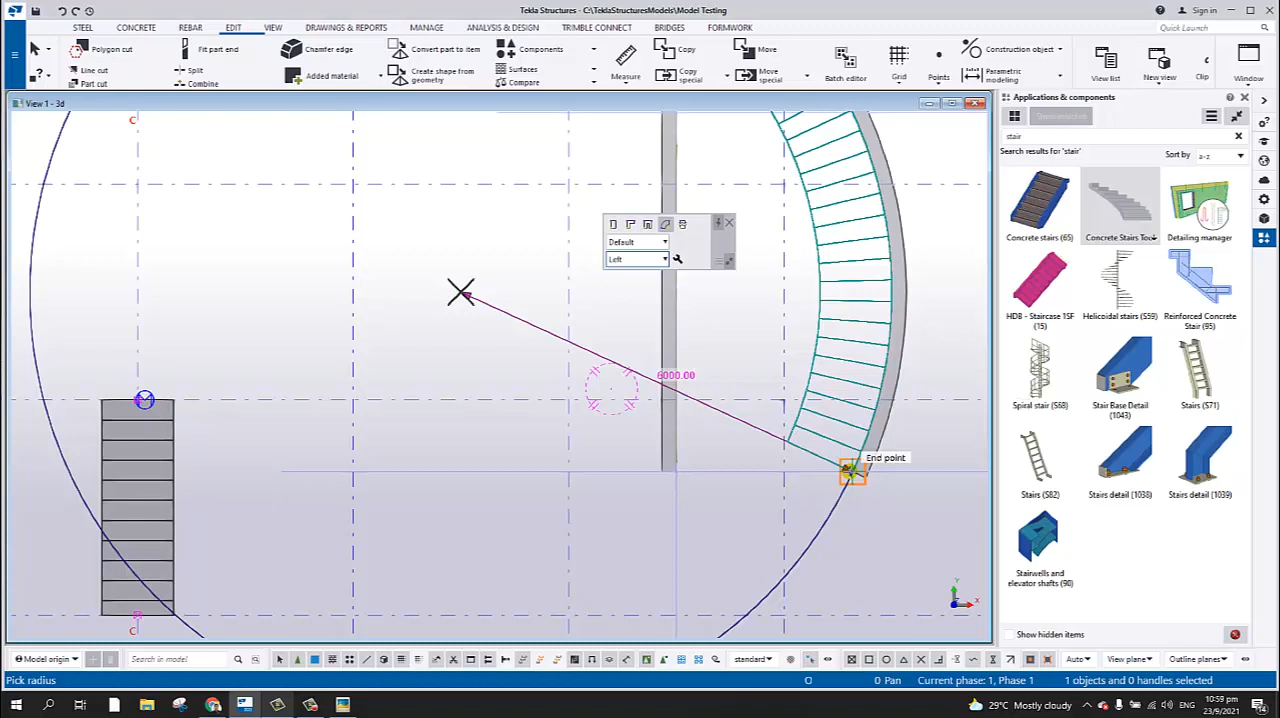 Tekla Structures - C:\TeklaStructuresModels\Model Testing
Sign in
STEEL CONCRETE REBAR EDIT VIEW DRAWINGS & REPORTS MANAGE ANALYSIS & DESIGN TRIMBLE CONNECT BRIDGES FORMWORK
Quick Launch
Polygon cut
Line cut
Part cut
Fit part end
Split
Combine
Chamfer edge
Added material
Convert part to item
Create shape from geometry
Components
Surfaces
Compare
Measure
Copy
Copy special
Move
Move special
Batch editor
Grid
Points
Construction object
Parametric modeling
View list
New view
Clip
Window
View 1 - 3d
C
Default
Left
6000.00
End point
C
Y
X
Applications & components
stair
Search results for 'stair'
Sort by
a-z
Concrete stairs (65)
Concrete Stairs Tool
Detailing manager
HDB - Staircase 1SF (15)
Helicoidal stairs (S59)
Reinforced Concrete Stair (95)
Spiral stair (S68)
Stair Base Detail (1043)
Stairs (S71)
Stairs (S82)
Stairs detail (1038)
Stairs detail (1039)
Stairwells and elevator shafts (90)
Show hidden items
Model origin
Search in model
standard
Auto
View plane
Outline planes
Pick radius
O
0 Pan
Current phase: 1, Phase 1
1 objects and 0 handles selected
29°C Mostly cloudy
ENG
10:59 pm
23/9/2021